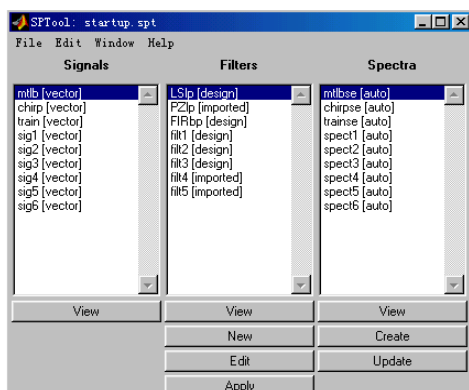 SPTool: startup.spt
File Edit Window Help
Signals
mtlb [vector]
chirp [vector]
train [vector]
sig1 [vector]
sig2 [vector]
sig3 [vector]
sig4 [vector]
sig5 [vector]
sig6 [vector]
View
Filters
LSlp [design]
PZlp [imported]
FIRbp [design]
filt1 [design]
filt2 [design]
filt3 [design]
filt4 [imported]
filt5 [imported]
View
New
Edit
Apply
Spectra
mtlbse [auto]
chirpse [auto]
trainse [auto]
spect1 [auto]
spect2 [auto]
spect3 [auto]
spect4 [auto]
spect5 [auto]
spect6 [auto]
View
Create
Update